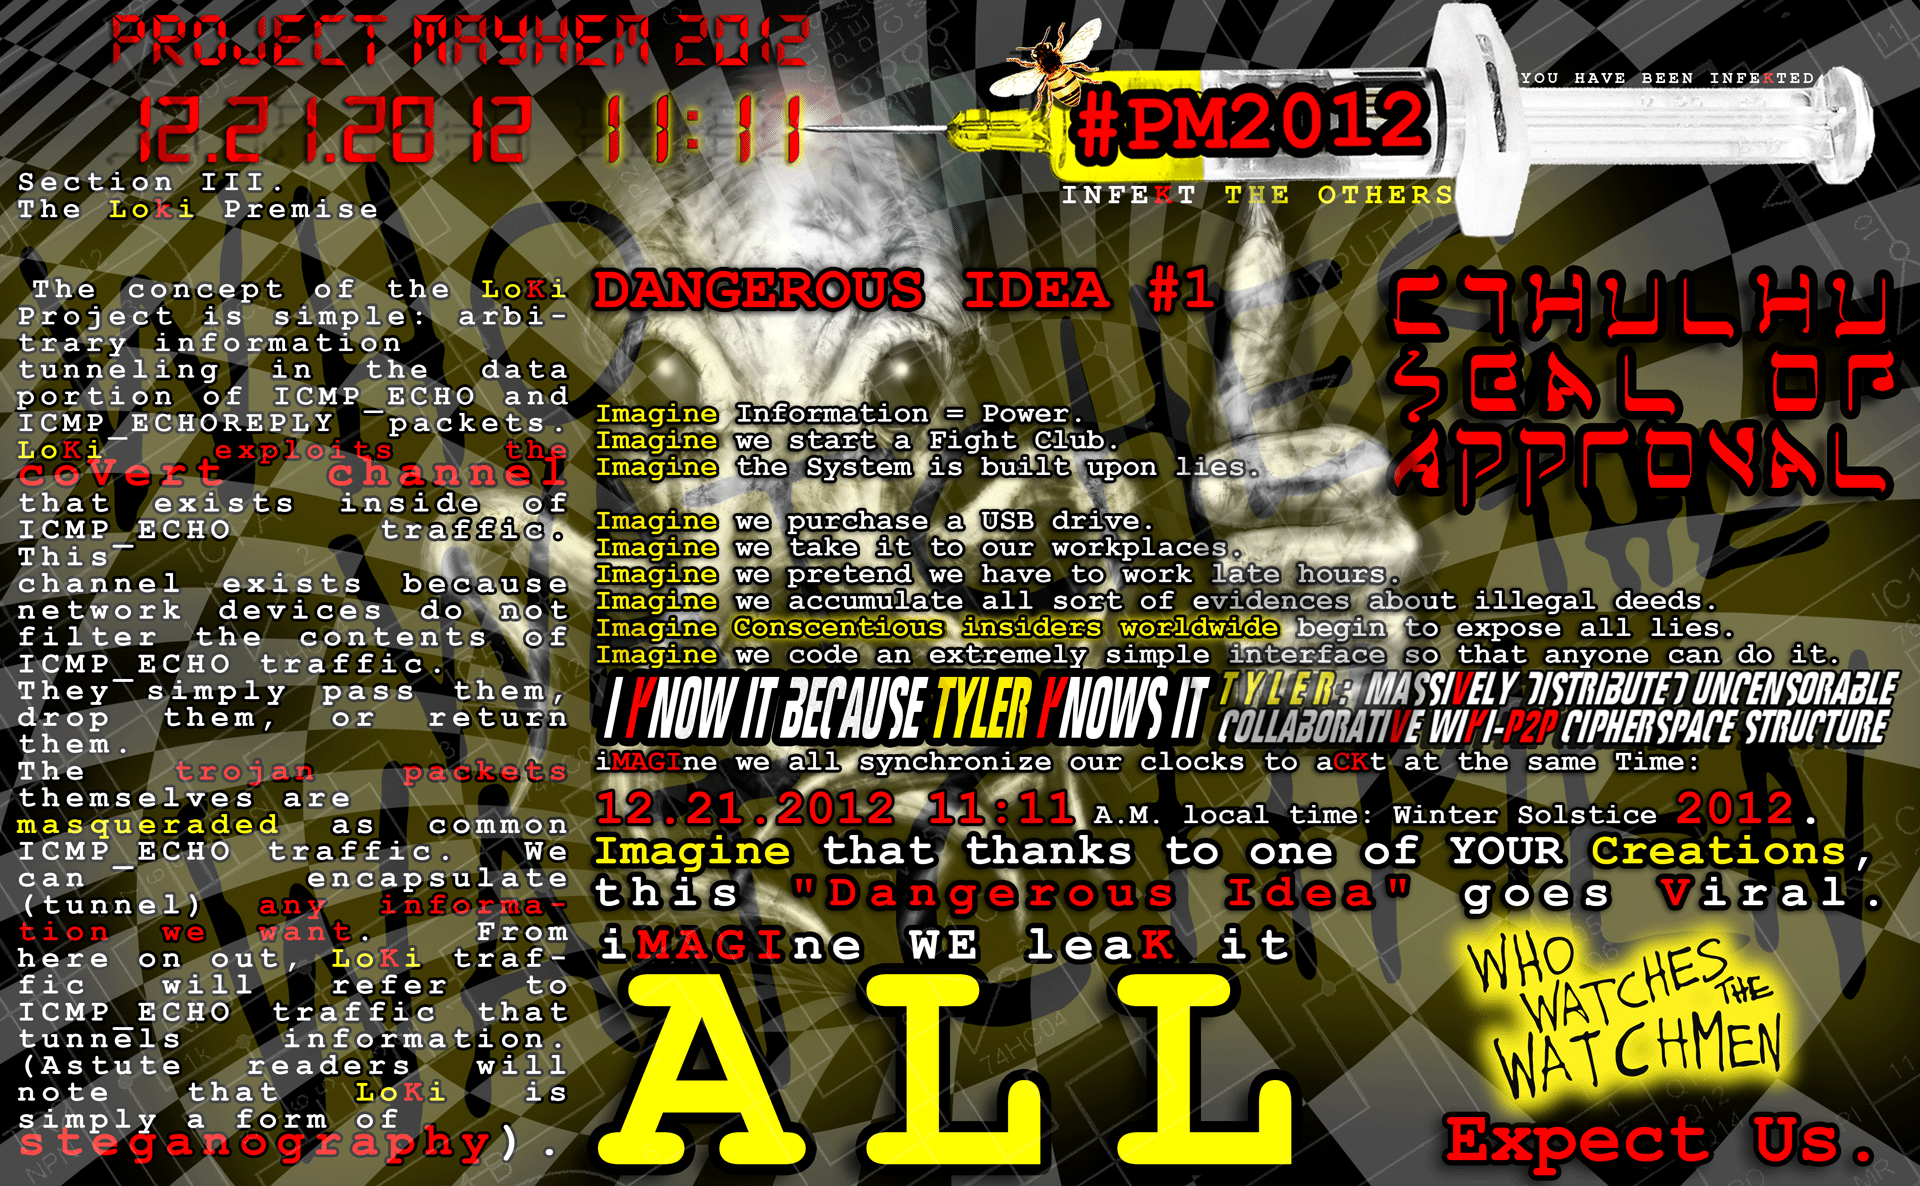 PROJECT MAYHEM 2012
12.21.2012 11:11
#PM2012
YOU HAVE BEEN INFEKTED
INFEKT THE OTHERS
Section III.
The Loki Premise
The concept of the LoKi
Project is simple: arbi-
trary information
tunneling in the data
portion of ICMP_ECHO and
ICMP_ECHOREPLY packets.
LoKi exploits the
coVert channel
that exists inside of
ICMP_ECHO traffic.
This
channel exists because
network devices do not
filter the contents of
ICMP_ECHO traffic.
They simply pass them,
drop them, or return
them.
The trojan packets
themselves are
masqueraded as common
ICMP_ECHO traffic. We
can encapsulate
(tunnel) any informa-
tion we want. From
here on out, LoKi traf-
fic will refer to
ICMP_ECHO traffic that
tunnels information.
(Astute readers will
note that LoKi is
simply a form of
steganography).
DANGEROUS IDEA #1
CTHULHU
SEAL OF
APPROVAL
Imagine Information = Power.
Imagine we start a Fight Club.
Imagine the System is built upon lies.
Imagine we purchase a USB drive.
Imagine we take it to our workplaces.
Imagine we pretend we have to work late hours.
Imagine we accumulate all sort of evidences about illegal deeds.
Imagine Conscentious insiders worldwide begin to expose all lies.
Imagine we code an extremely simple interface so that anyone can do it.
I KNOW IT BECAUSE TYLER KNOWS IT
TYLER: MASSIVELY DISTRIBUTED UNCENSORABLE
COLLABORATIVE WIKI-P2P CIPHERSPACE STRUCTURE
iMAGIne we all synchronize our clocks to aCKt at the same Time:
12.21.2012 11:11 A.M. local time: Winter Solstice 2012.
Imagine that thanks to one of YOUR Creations,
this "Dangerous Idea" goes Viral.
iMAGIne WE leaK it
ALL
WHO
WATCHES
THE
WATCHMEN
Expect Us.